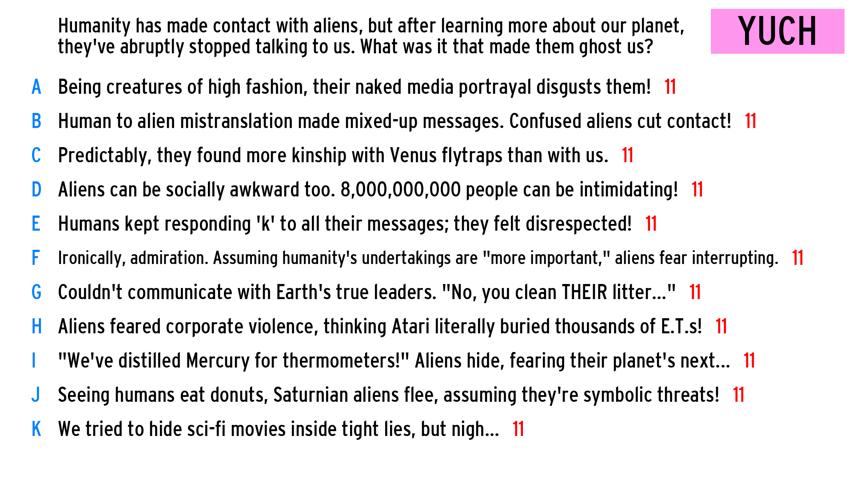 Humanity has made contact with aliens, but after learning more about our planet,
they've abruptly stopped talking to us. What was it that made them ghost us?
YUCH
A Being creatures of high fashion, their naked media portrayal disgusts them! 11
B Human to alien mistranslation made mixed-up messages. Confused aliens cut contact! 11
C Predictably, they found more kinship with Venus flytraps than with us. 11
D Aliens can be socially awkward too. 8,000,000,000 people can be intimidating! 11
E Humans kept responding 'k' to all their messages; they felt disrespected! 11
F Ironically, admiration. Assuming humanity's undertakings are "more important," aliens fear interrupting. 11
G Couldn't communicate with Earth's true leaders. "No, you clean THEIR litter..." 11
H Aliens feared corporate violence, thinking Atari literally buried thousands of E.T.s! 11
I "We've distilled Mercury for thermometers!" Aliens hide, fearing their planet's next... 11
J Seeing humans eat donuts, Saturnian aliens flee, assuming they're symbolic threats! 11
K We tried to hide sci-fi movies inside tight lies, but nigh... 11